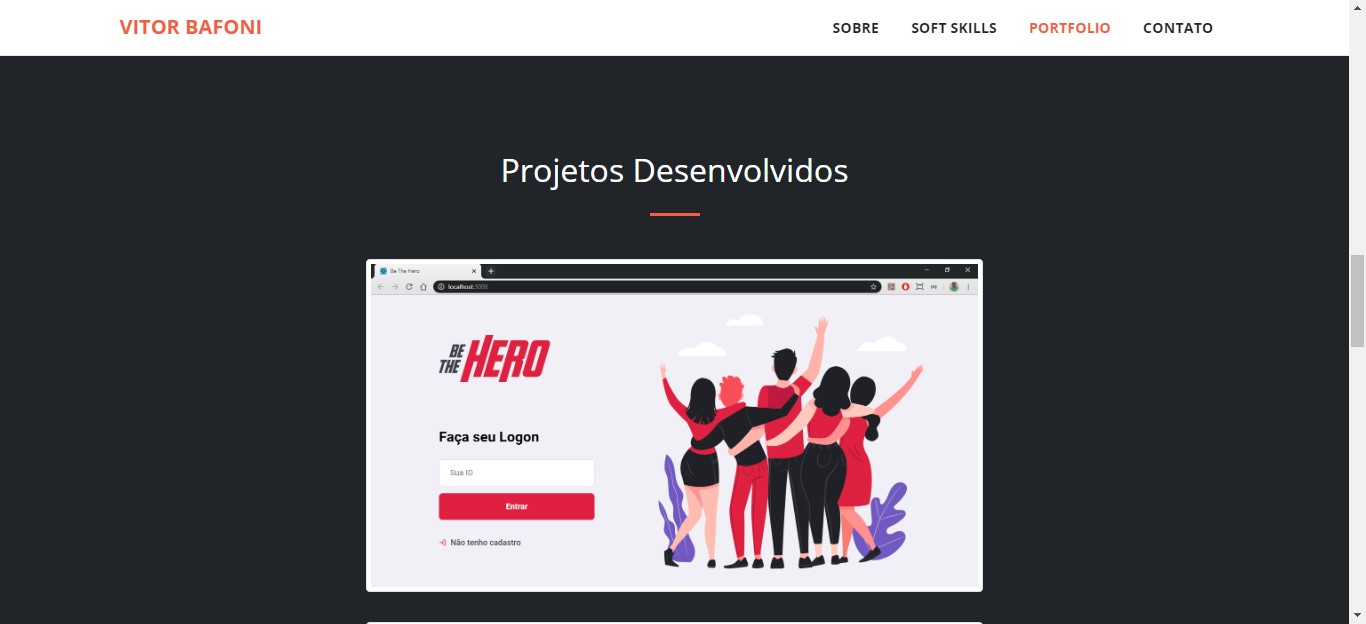 VITOR BAFONI
SOBRE SOFT SKILLS PORTFOLIO CONTATO
Projetos Desenvolvidos
Be The Hero
localhost:3000
BE
THE HERO
Faça seu Logon
Sua ID
Entrar
Não tenho cadastro